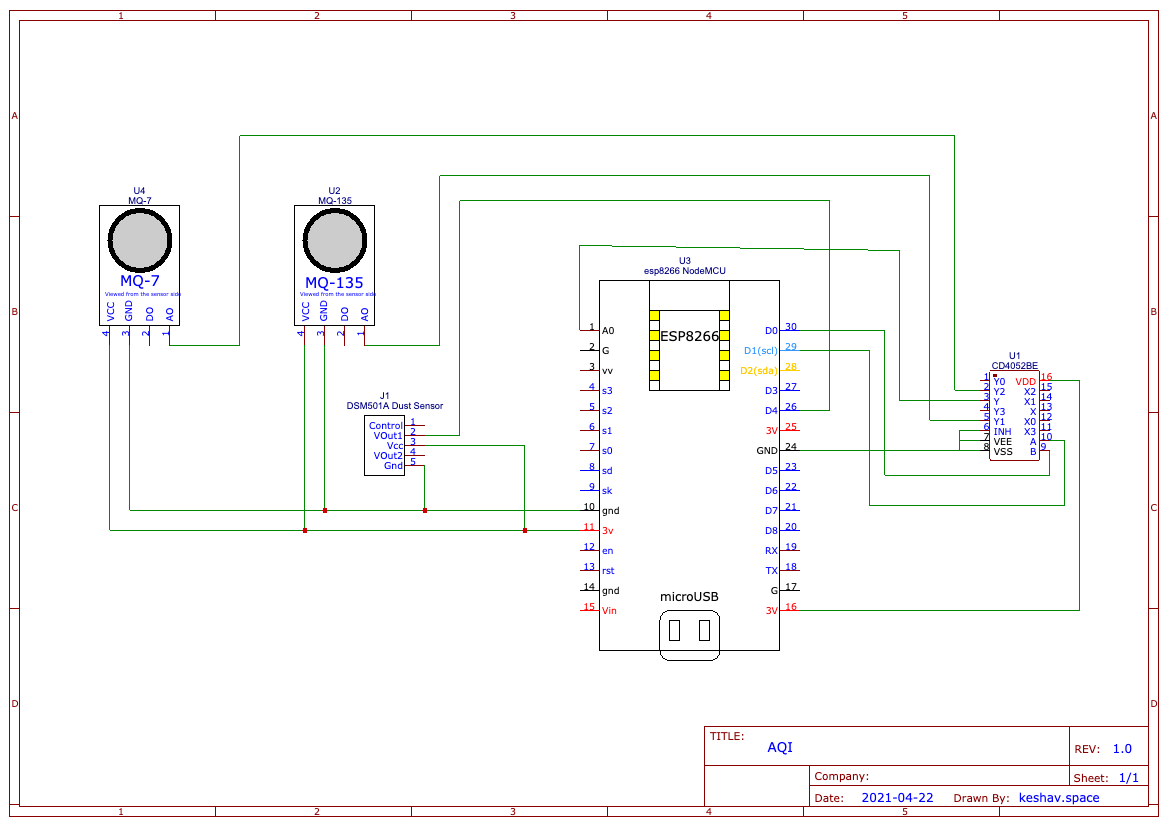 1 2 3 4 5
A A
B B
C C
D D
U4
MQ-7
MQ-7
Viewed from the sensor side
VCC GND DO AO
4 3 2 1
U2
MQ-135
MQ-135
Viewed from the sensor side
VCC GND DO AO
4 3 2 1
J1
DSM501A Dust Sensor
Control 1
VOut1 2
Vcc 3
VOut2 4
Gnd 5
U3
esp8266 NodeMCU
ESP8266
1 A0 D0 30
2 G D1(scl) 29
3 vv D2(sda) 28
4 s3 D3 27
5 s2 D4 26
6 s1 3V 25
7 s0 GND 24
8 sd D5 23
9 sk D6 22
10 gnd D7 21
11 3v D8 20
12 en RX 19
13 rst TX 18
14 gnd G 17
15 Vin 3V 16
microUSB
U1
CD4052BE
1 Y0 VDD 16
2 Y2 X2 15
3 Y X1 14
4 Y3 X 13
5 Y1 X0 12
6 INH X3 11
7 VEE A 10
8 VSS B 9
TITLE:
AQI
REV: 1.0
Company:
Sheet: 1/1
Date: 2021-04-22 Drawn By: keshav.space
1 2 3 4 5